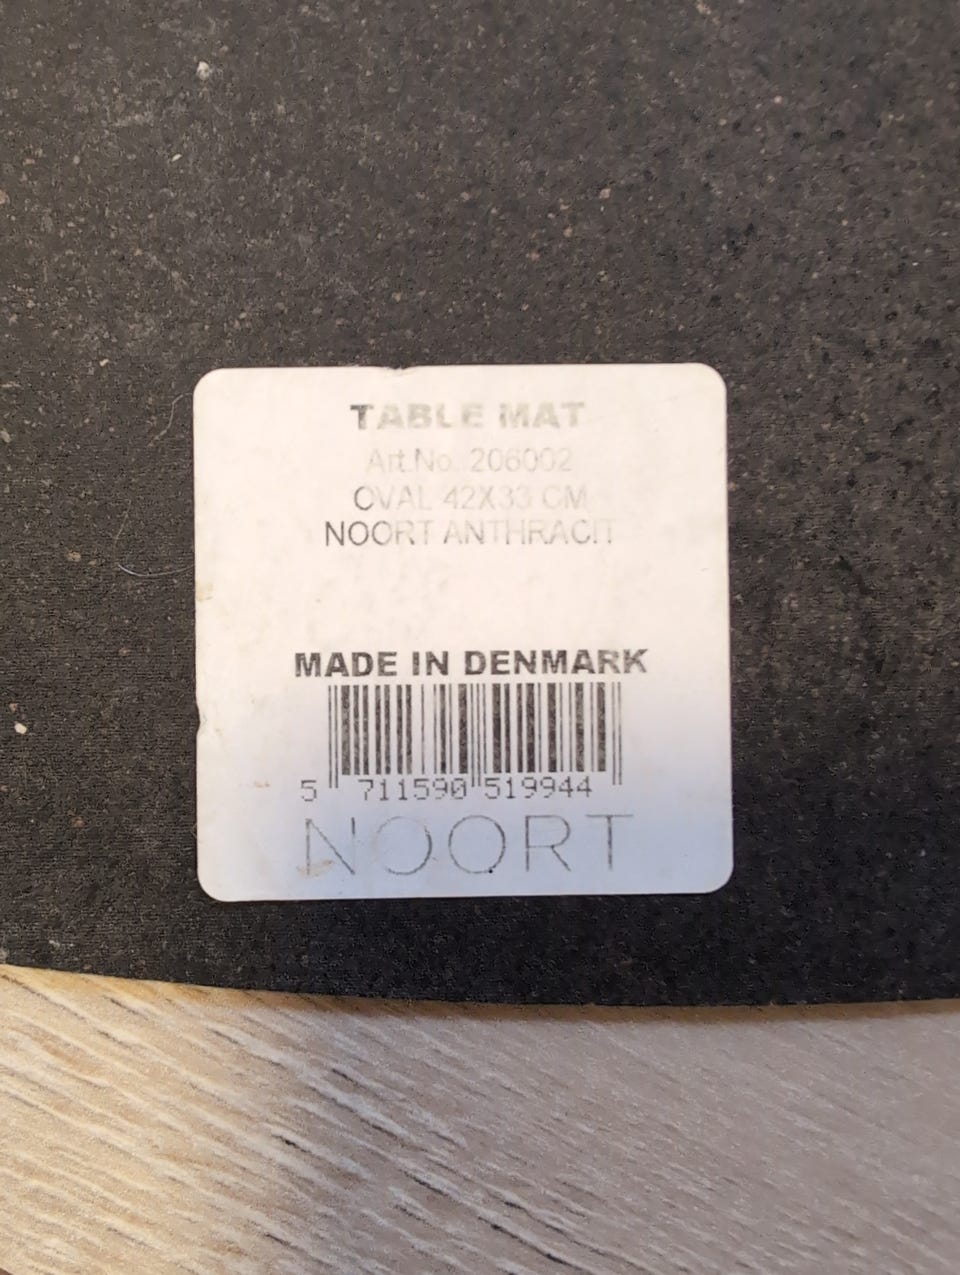 TABLE MAT
Art.No. 206002
OVAL 42X33 CM
NOORT ANTHRACIT
MADE IN DENMARK
5 711590 519944
NOORT